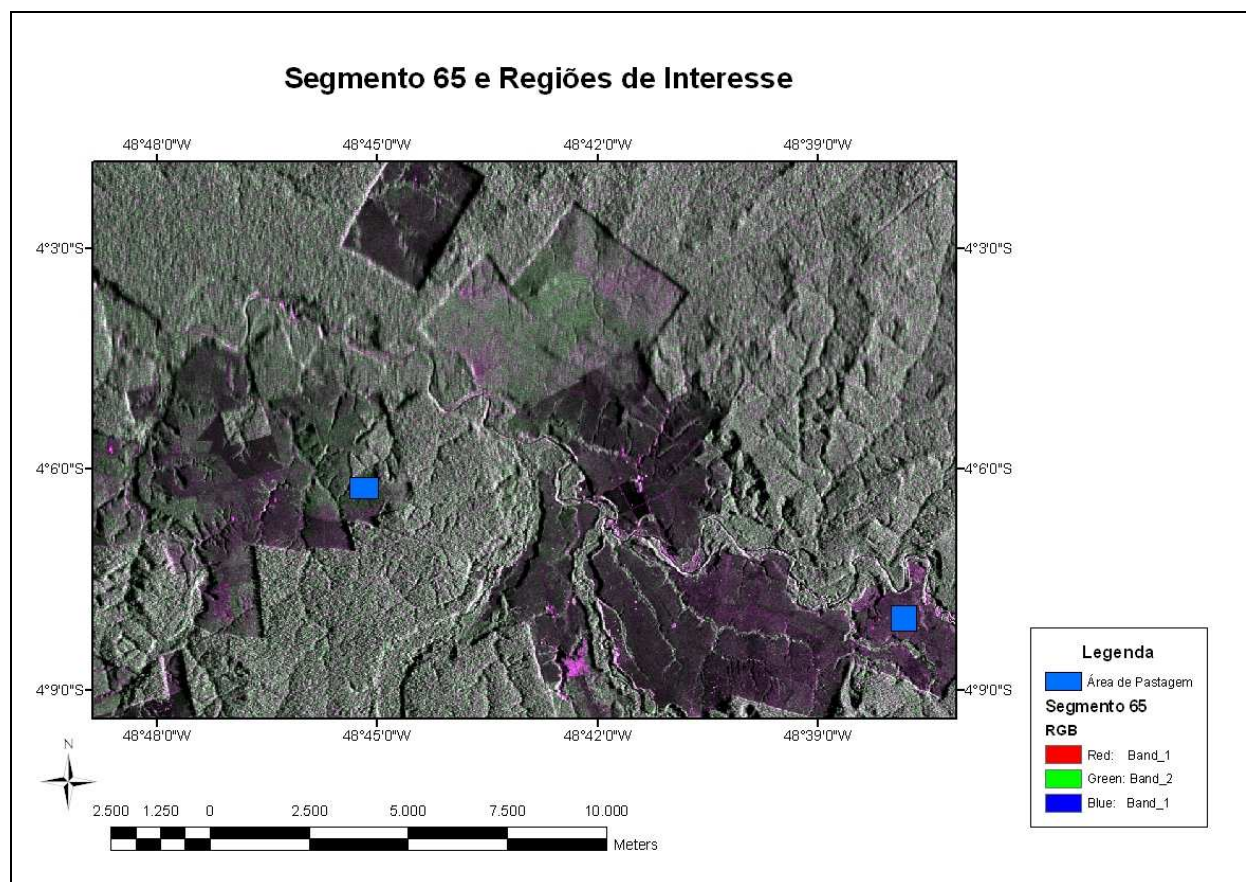 Segmento 65 e Regiões de Interesse
48°48'0"W 48°45'0"W 48°42'0"W 48°39'0"W
4°3'0"S 4°3'0"S
4°6'0"S 4°6'0"S
4°9'0"S 4°9'0"S
48°48'0"W 48°45'0"W 48°42'0"W 48°39'0"W
Legenda
Área de Pastagem
Segmento 65
RGB
Red: Band_1
Green: Band_2
Blue: Band_1
N
2.500 1.250 0 2.500 5.000 7.500 10.000
Meters